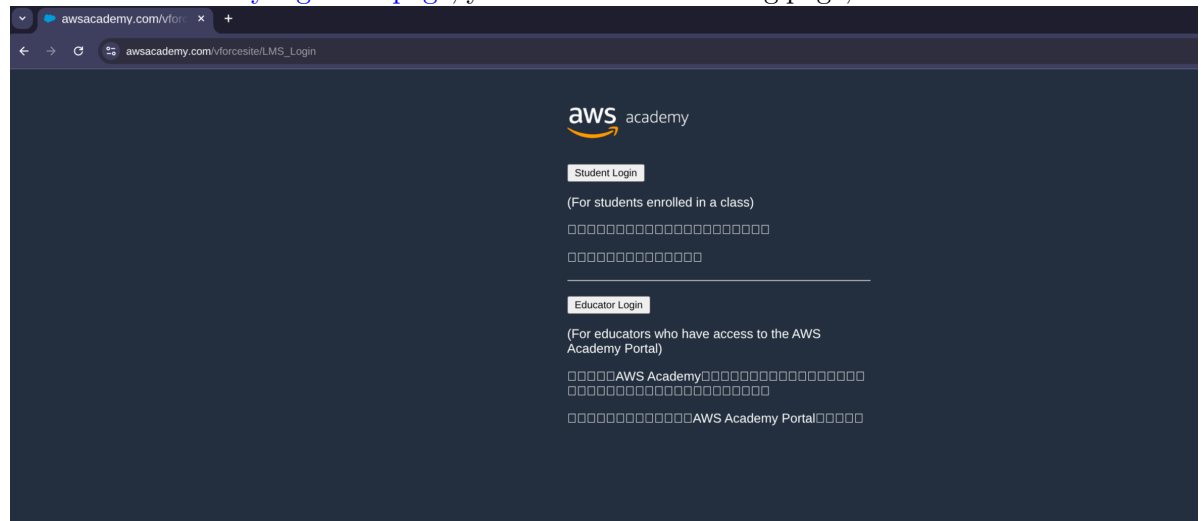 awsacademy.com/vforc
awsacademy.com/vforcesite/LMS_Login
aws academy
Student Login
(For students enrolled in a class)
Educator Login
(For educators who have access to the AWS
Academy Portal)
AWS Academy
AWS Academy Portal